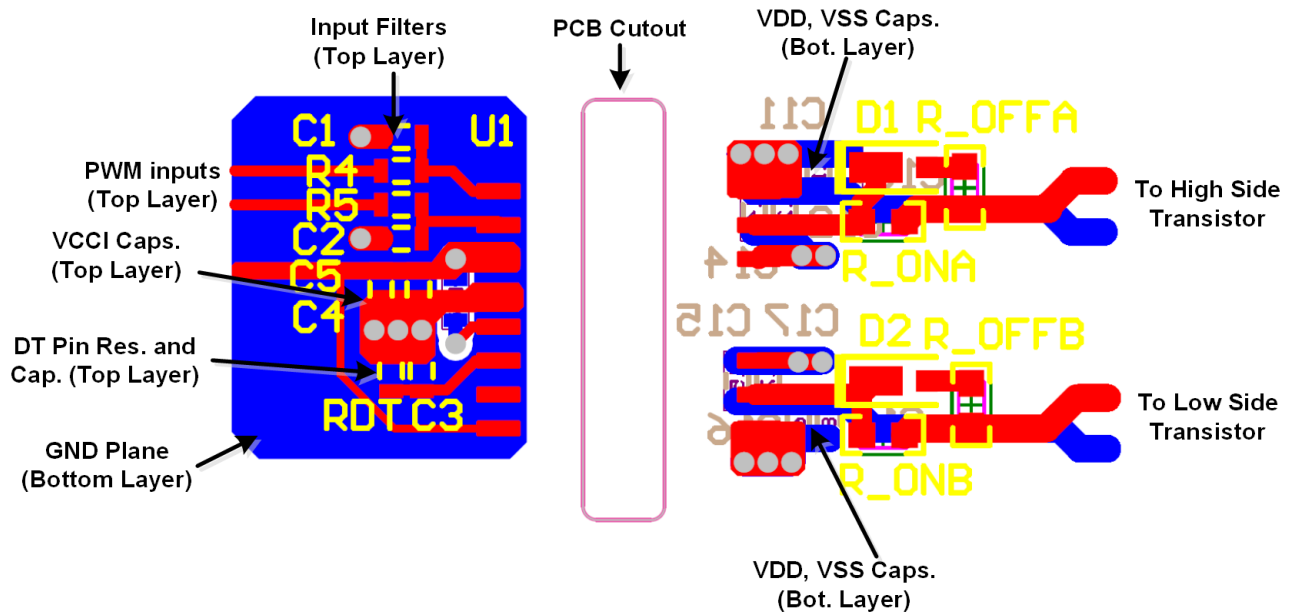 Input Filters
(Top Layer)
PCB Cutout
VDD, VSS Caps.
(Bot. Layer)
C1
U1
C11
D1 R_OFFA
PWM inputs
(Top Layer)
R4
R5
C2
To High Side
Transistor
VCCI Caps.
(Top Layer)
C5
C4
C14
R_ONA
C15
C17
D2 R_OFFB
DT Pin Res. and
Cap. (Top Layer)
RDT C3
To Low Side
Transistor
GND Plane
(Bottom Layer)
R_ONB
VDD, VSS Caps.
(Bot. Layer)